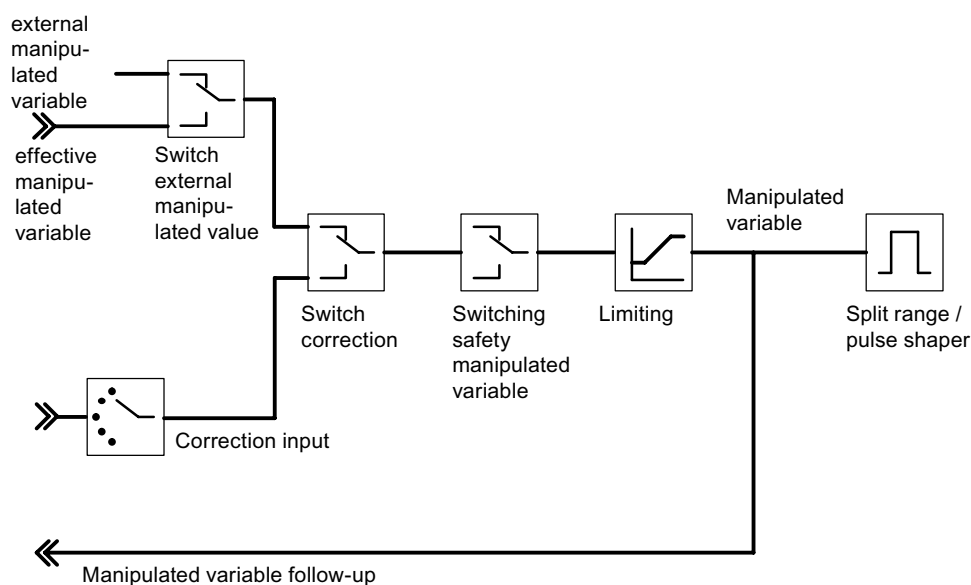 external
manipu-
lated
variable
effective
manipu-
lated
variable
Switch
external
manipu-
lated value
Switch
correction
Switching
safety
manipulated
variable
Limiting
Manipulated
variable
Split range /
pulse shaper
Correction input
Manipulated variable follow-up